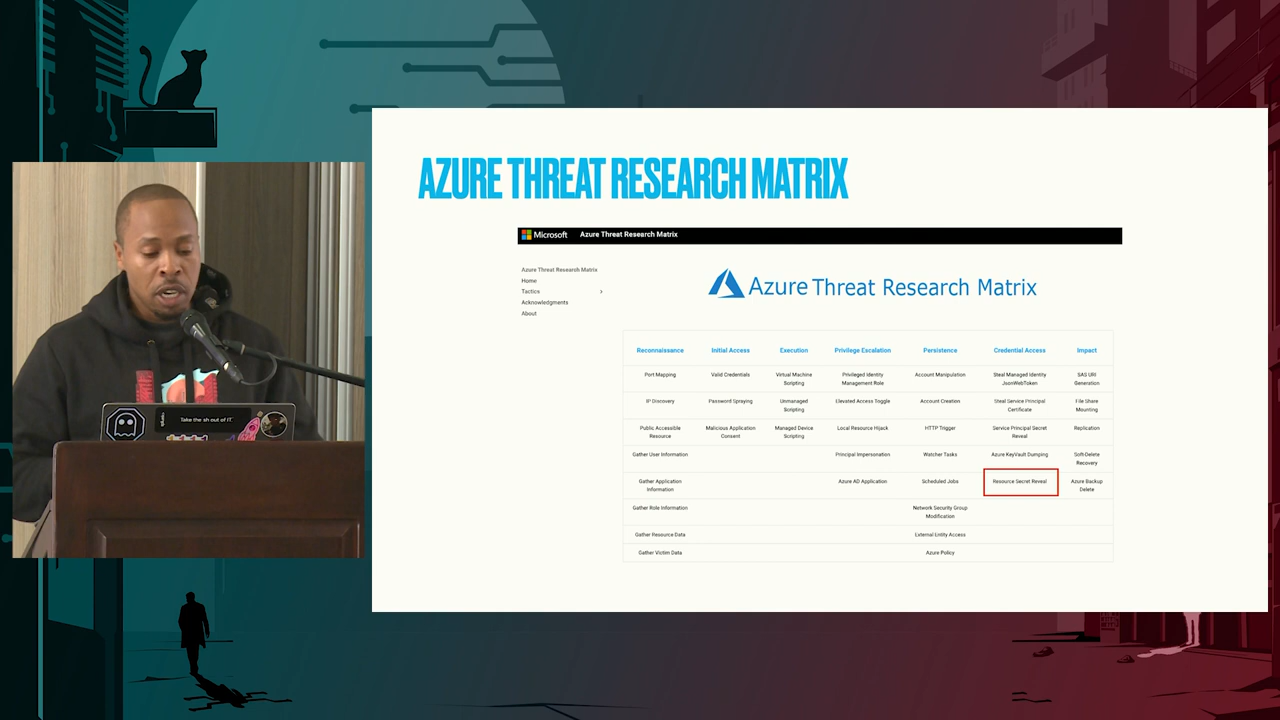 AZURE THREAT RESEARCH MATRIX
Microsoft Azure Threat Research Matrix
Azure Threat Research Matrix
Home
Tactics
Acknowledgments
About
Azure Threat Research Matrix
Reconnaissance Initial Access Execution Privilege Escalation Persistence Credential Access Impact
Port Mapping Valid Credentials Virtual Machine Scripting Privileged Identity Management Role Account Manipulation Steal Managed Identity JsonWebToken SAS URI Generation
IP Discovery Password Spraying Unmanaged Scripting Elevated Access Toggle Account Creation Steal Service Principal Certificate File Share Mounting
Public Accessible Resource Malicious Application Consent Managed Device Scripting Local Resource Hijack HTTP Trigger Service Principal Secret Reveal Replication
Gather User Information Principal Impersonation Watcher Tasks Azure KeyVault Dumping Soft-Delete Recovery
Gather Application Information Azure AD Application Scheduled Jobs Resource Secret Reveal Azure Backup Delete
Gather Role Information Network Security Group Modification
Gather Resource Data External Entity Access
Gather Victim Data Azure Policy
Take the sh out of IT